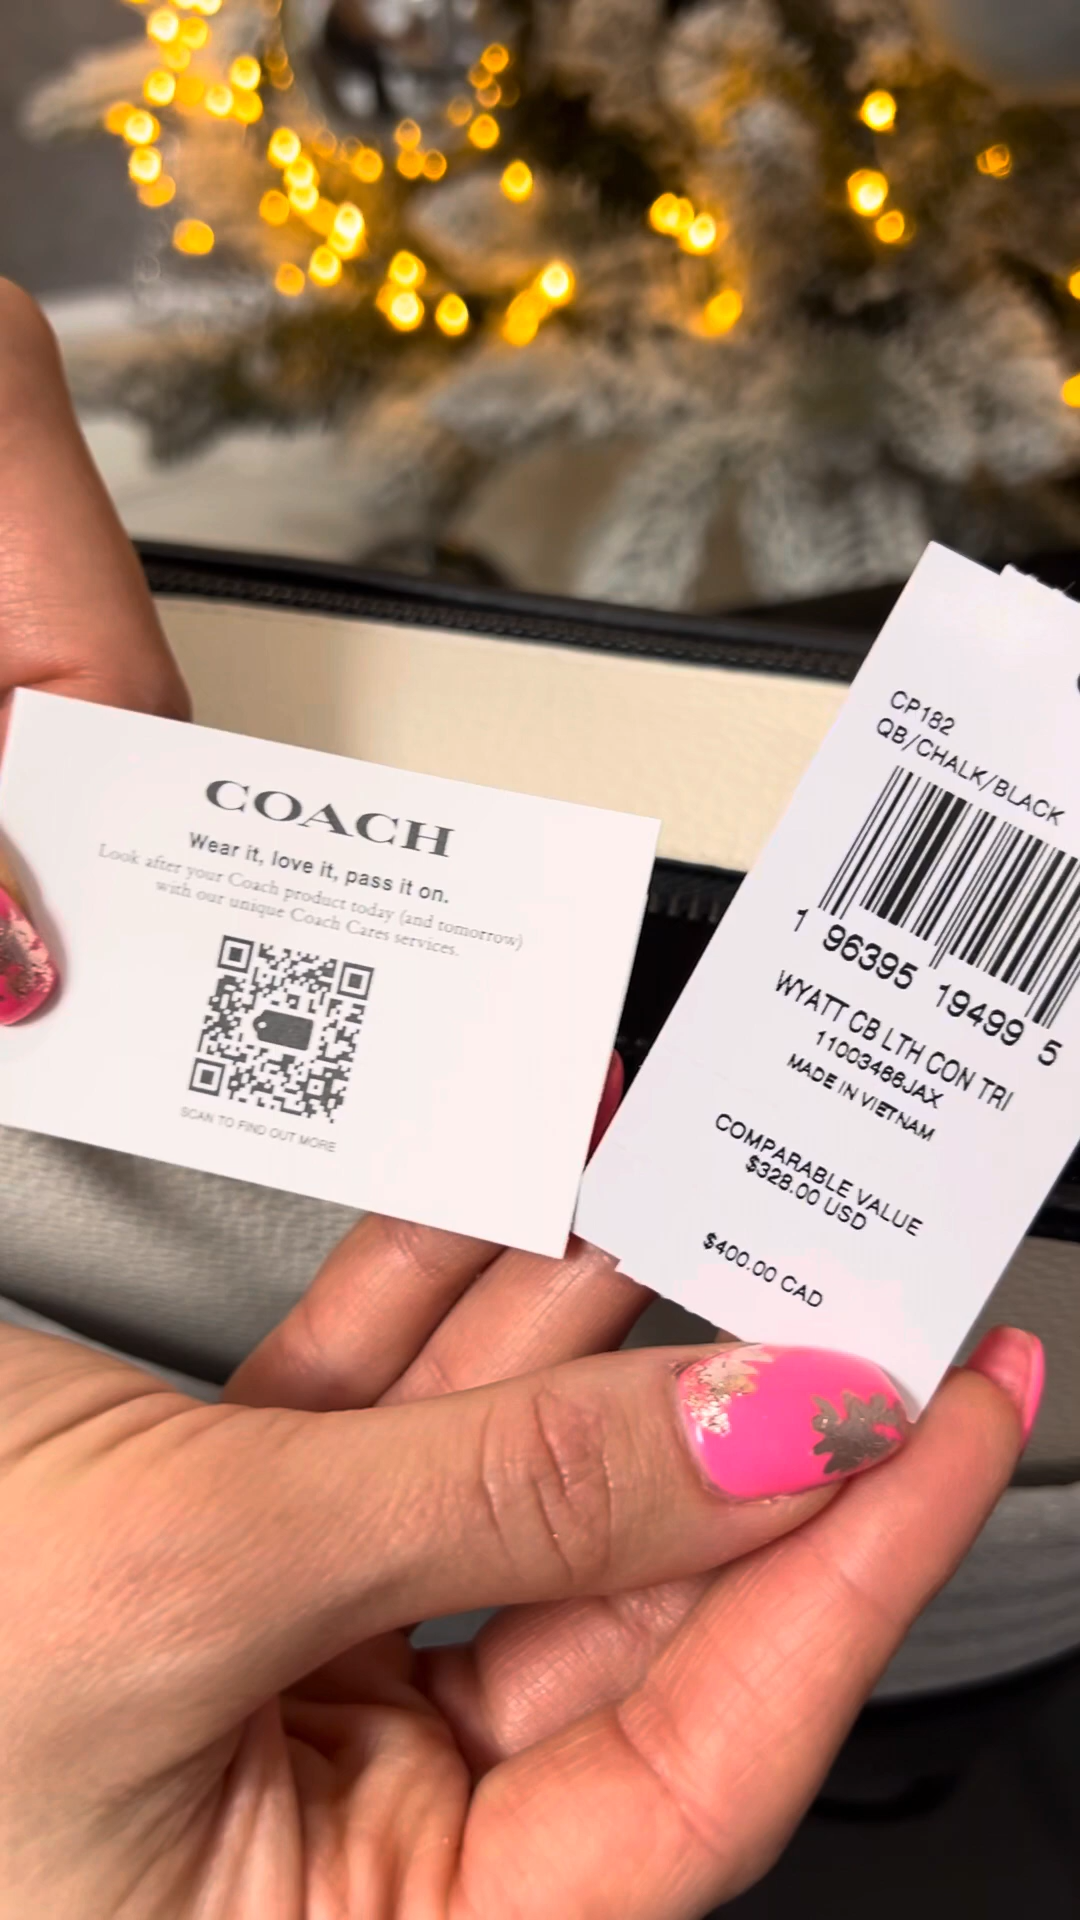 COACH
Wear it, love it, pass it on.
Look after your Coach product today (and tomorrow)
with our unique Coach Cares services.
SCAN TO FIND OUT MORE
CP182
QB/CHALK/BLACK
1 96395 19499 5
WYATT CB LTH CON TRI
11003468JAX
MADE IN VIETNAM
COMPARABLE VALUE
$328.00 USD
$400.00 CAD